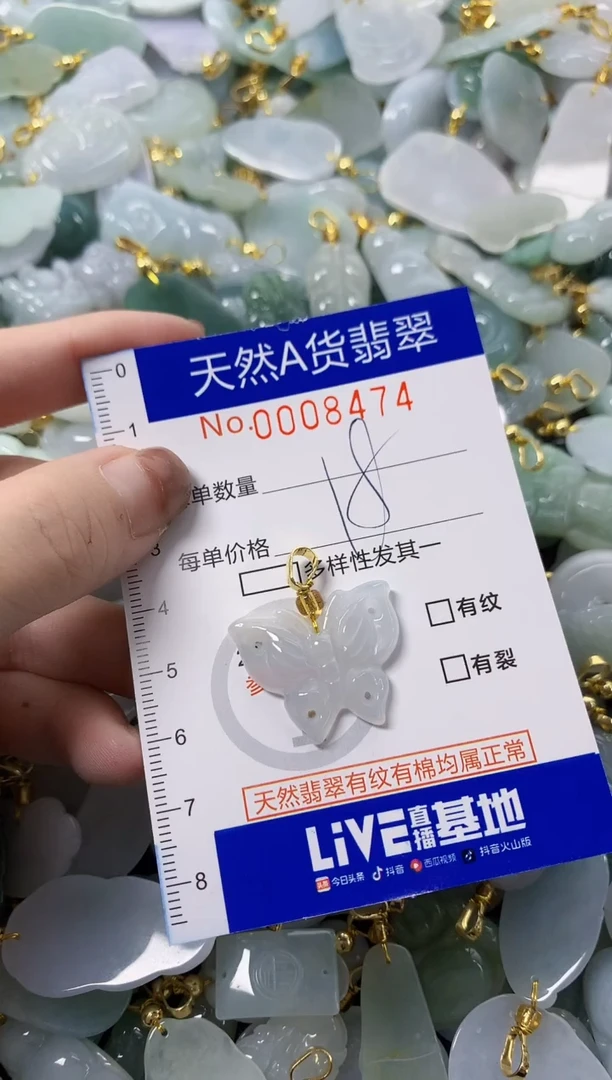 天然A货翡翠
No.0008474
单数量
18
每单价格
多样性发其一
有纹
有裂
天然翡翠有纹有棉均属正常
LiVE直播基地
今日头条 抖音 西瓜视频 抖音火山版
0
1
4
5
6
7
8